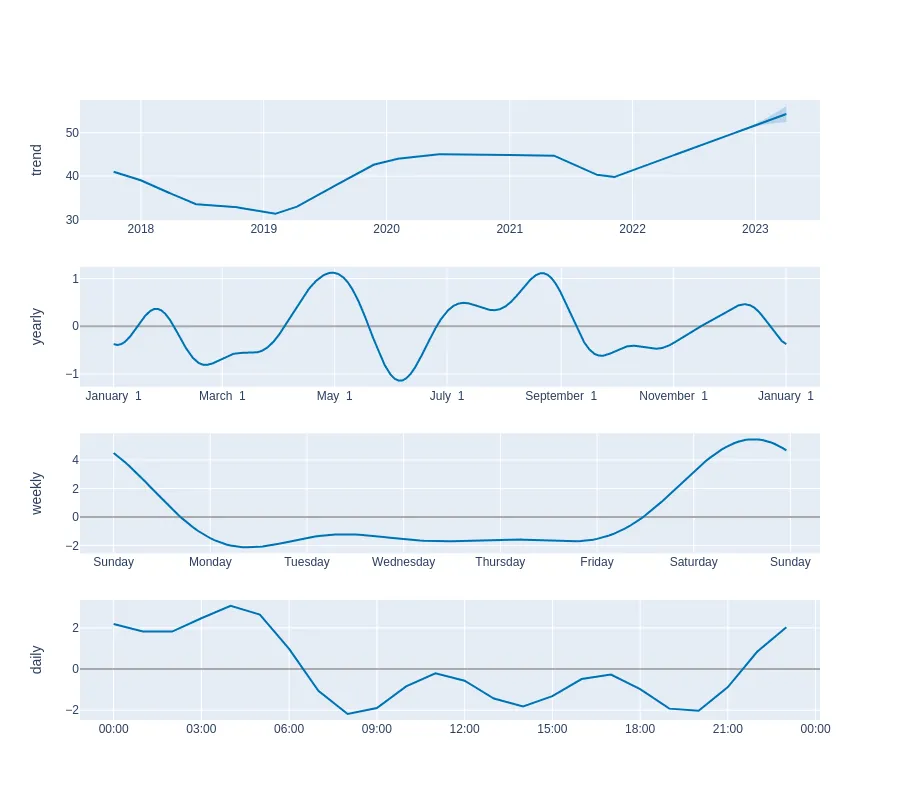 trend
50
40
30
2018 2019 2020 2021 2022 2023
yearly
1
0
−1
January 1 March 1 May 1 July 1 September 1 November 1 January 1
weekly
4
2
0
−2
Sunday Monday Tuesday Wednesday Thursday Friday Saturday Sunday
daily
2
0
−2
00:00 03:00 06:00 09:00 12:00 15:00 18:00 21:00 00:00